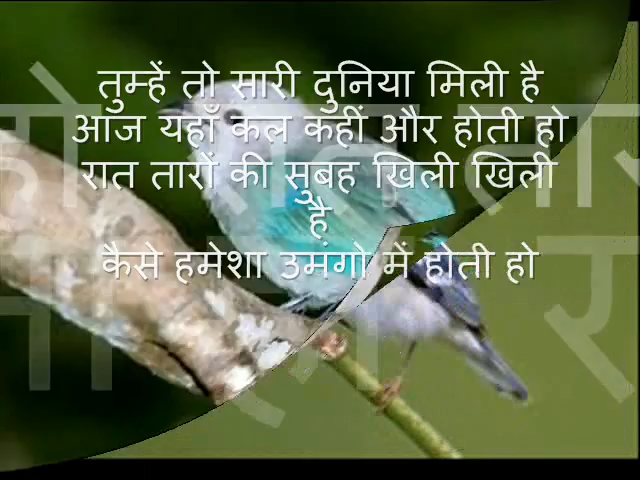 तुम्हें तो सारी दुनिया मिली है
आज यहाँ कल कहीं और होती हो
रात तारों की सुबह खिली खिली
है
कैसे हमेशा उमंगो में होती हो